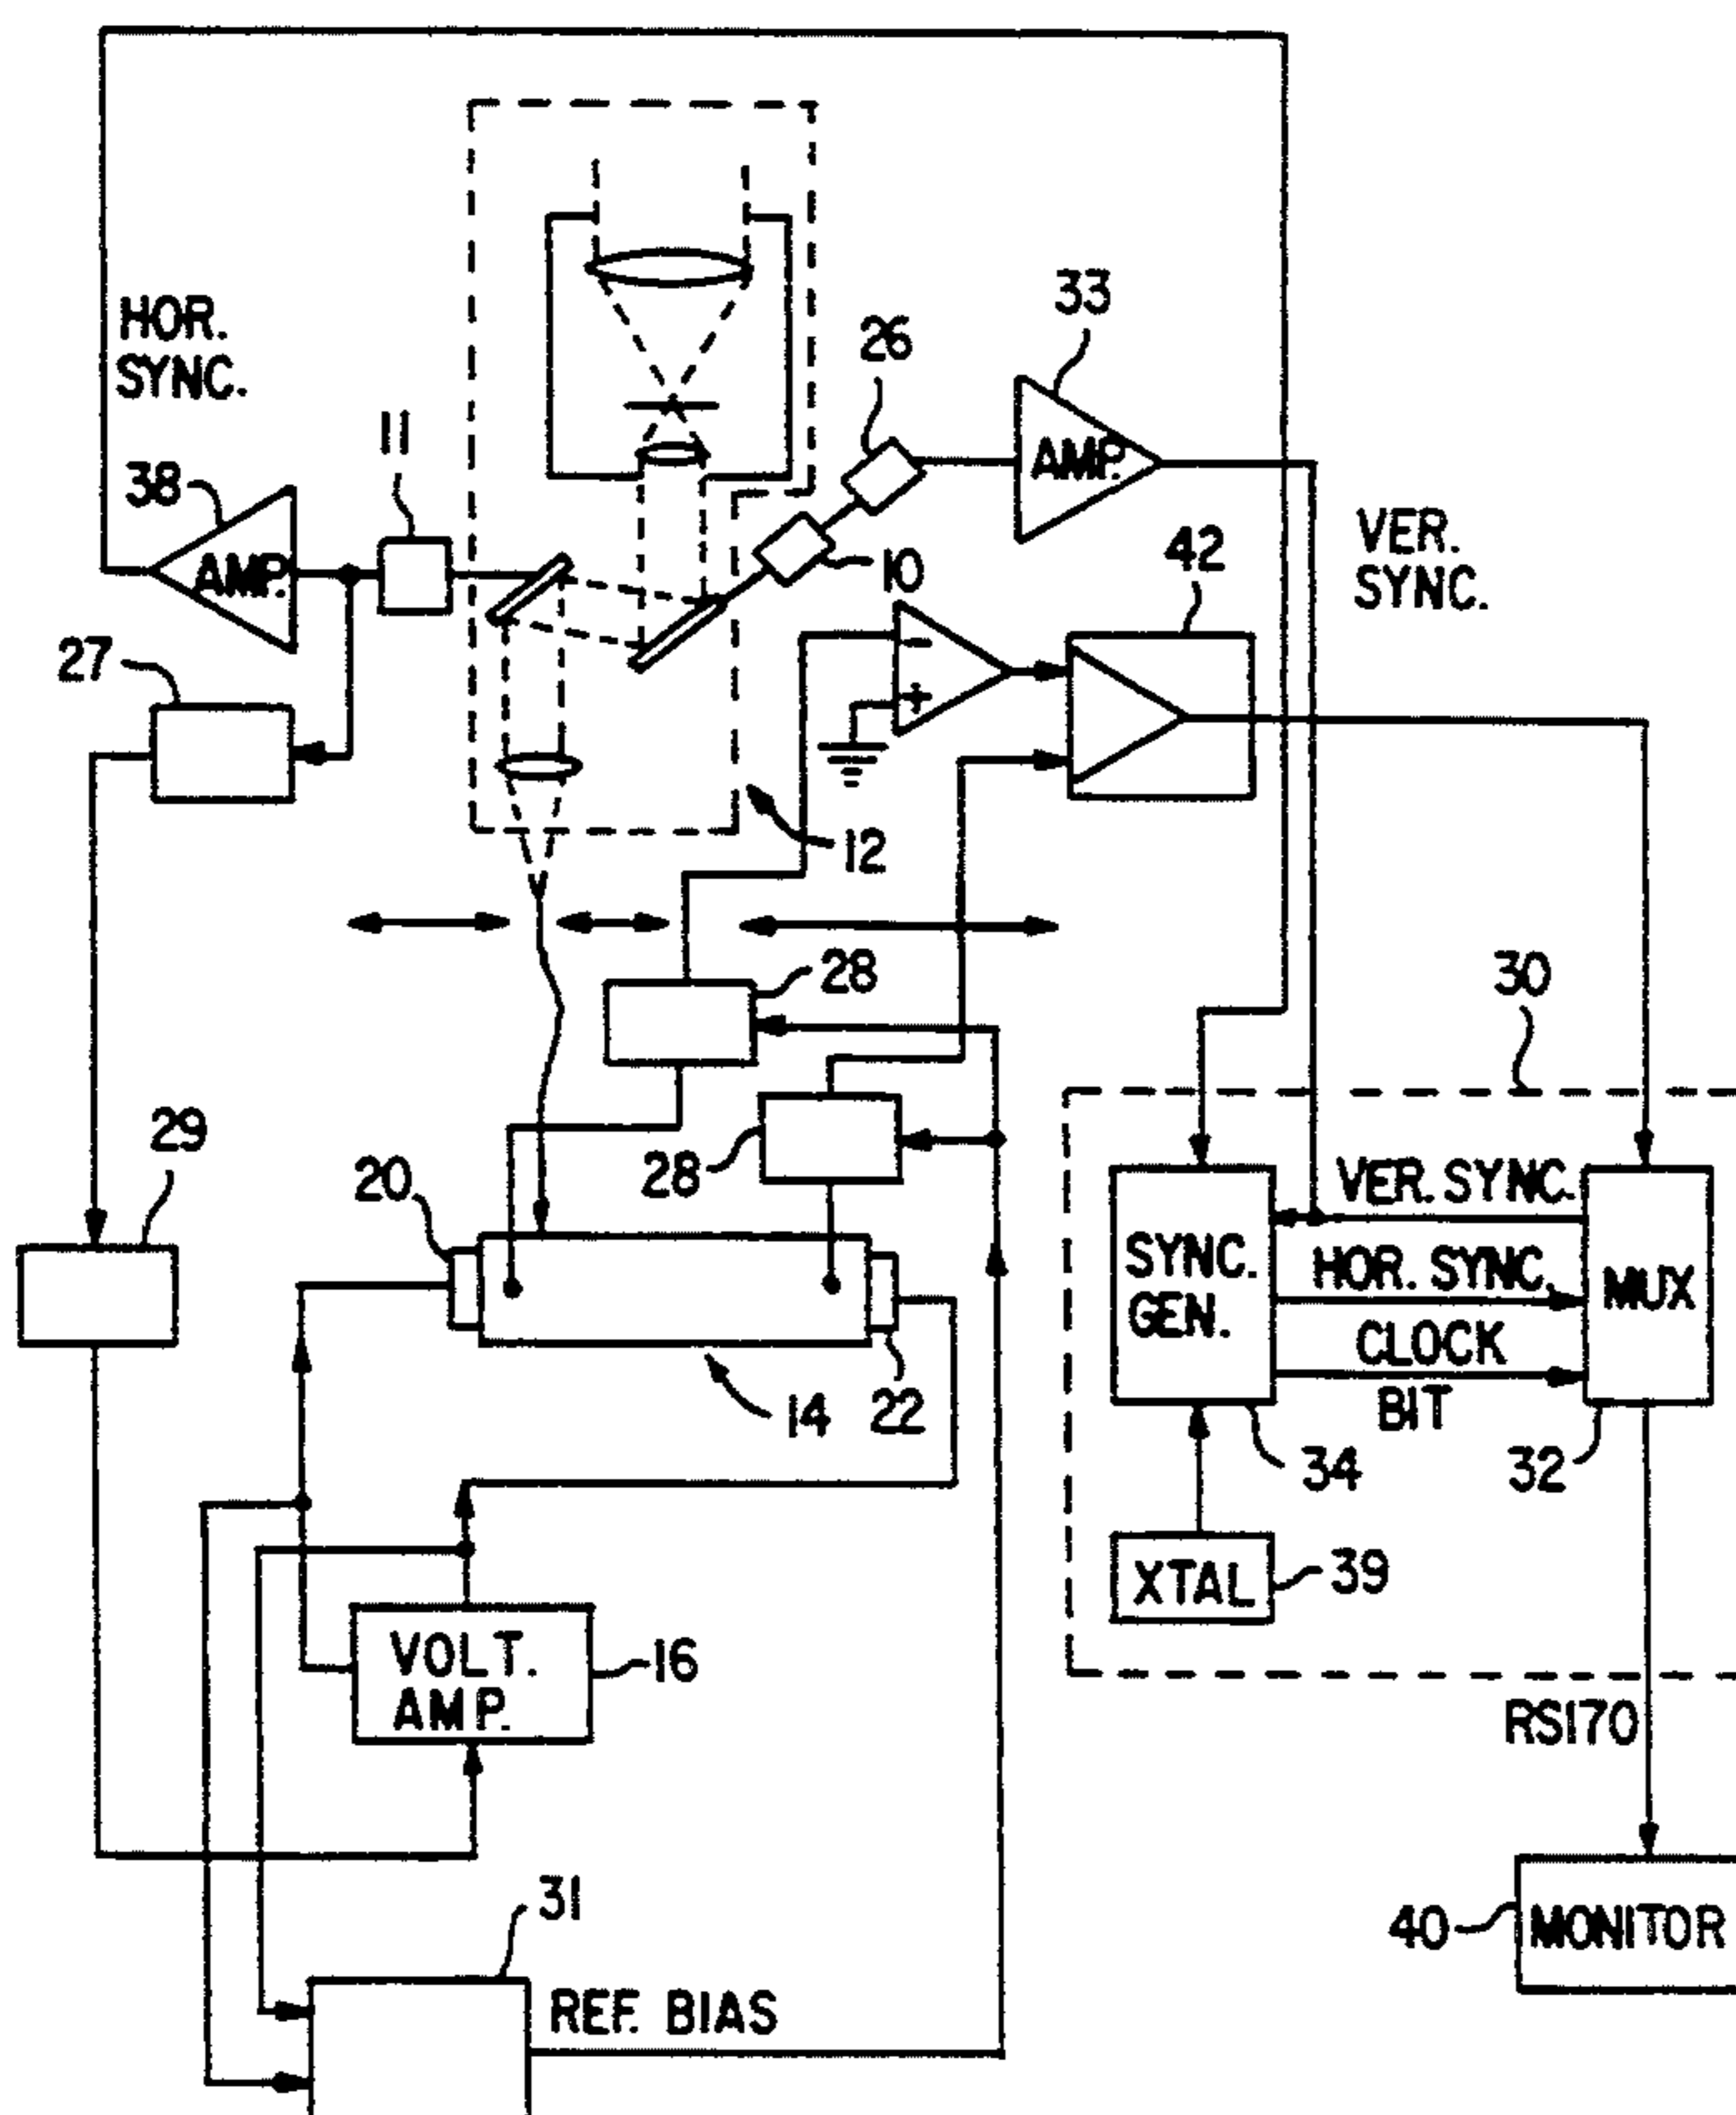 HOR.
SYNC.
11
38
AMP.
26
33
AMP.
10
VER.
SYNC.
42
27
−
+
12
28
30
29
20
28
14
22
SYNC.
GEN.
VER. SYNC.
HOR. SYNC.
CLOCK
BIT
MUX
34
32
XTAL
39
VOLT.
AMP.
16
RS170
31
REF. BIAS
40
MONITOR